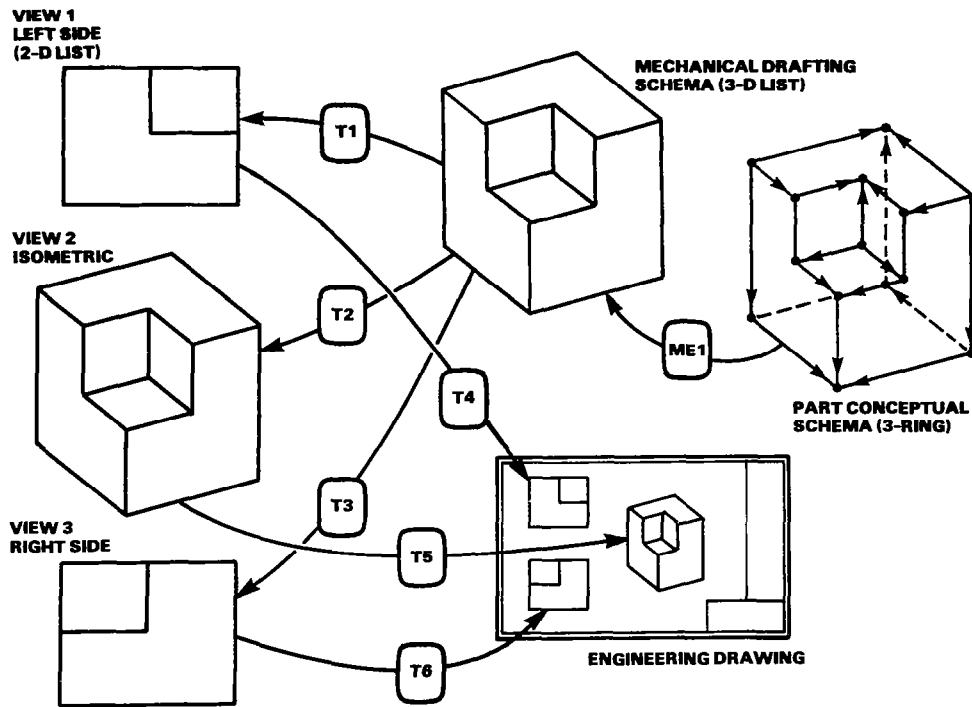 VIEW 1
LEFT SIDE
(2-D LIST)
T1
MECHANICAL DRAFTING
SCHEMA (3-D LIST)
VIEW 2
ISOMETRIC
T2
ME1
T4
PART CONCEPTUAL
SCHEMA (3-RING)
T3
VIEW 3
RIGHT SIDE
T5
T6
ENGINEERING DRAWING